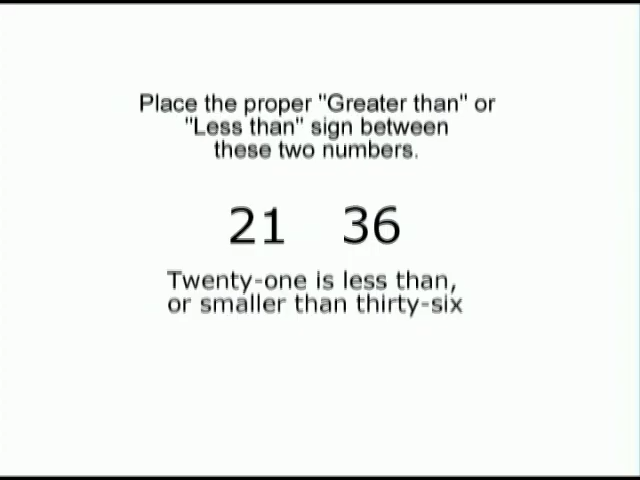 Place the proper "Greater than" or
"Less than" sign between
these two numbers.
21 36
Twenty-one is less than,
or smaller than thirty-six